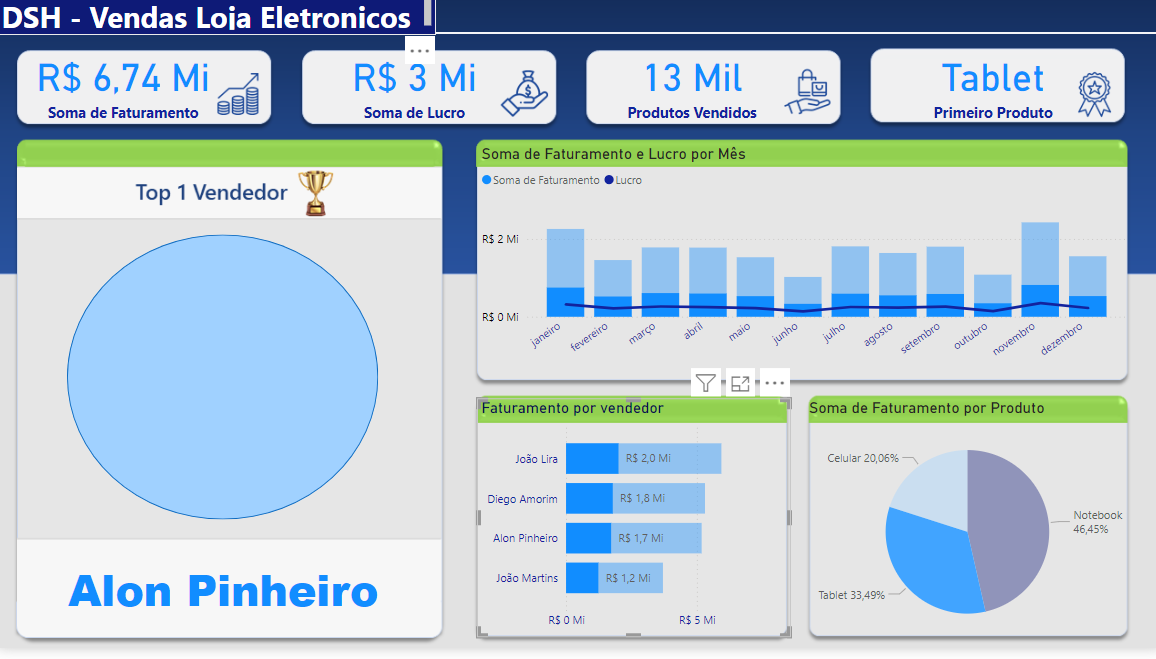 DSH - Vendas Loja Eletronicos
R$ 6,74 Mi
Soma de Faturamento
R$ 3 Mi
Soma de Lucro
13 Mil
Produtos Vendidos
Tablet
Primeiro Produto
Top 1 Vendedor
Alon Pinheiro
Soma de Faturamento e Lucro por Mês
Soma de Faturamento Lucro
R$ 2 Mi
R$ 0 Mi
janeiro
fevereiro
março
abril
maio
junho
julho
agosto
setembro
outubro
novembro
dezembro
Faturamento por vendedor
João Lira R$ 2,0 Mi
Diego Amorim R$ 1,8 Mi
Alon Pinheiro R$ 1,7 Mi
João Martins R$ 1,2 Mi
R$ 0 Mi R$ 5 Mi
Soma de Faturamento por Produto
Celular 20,06%
Notebook
46,45%
Tablet 33,49%